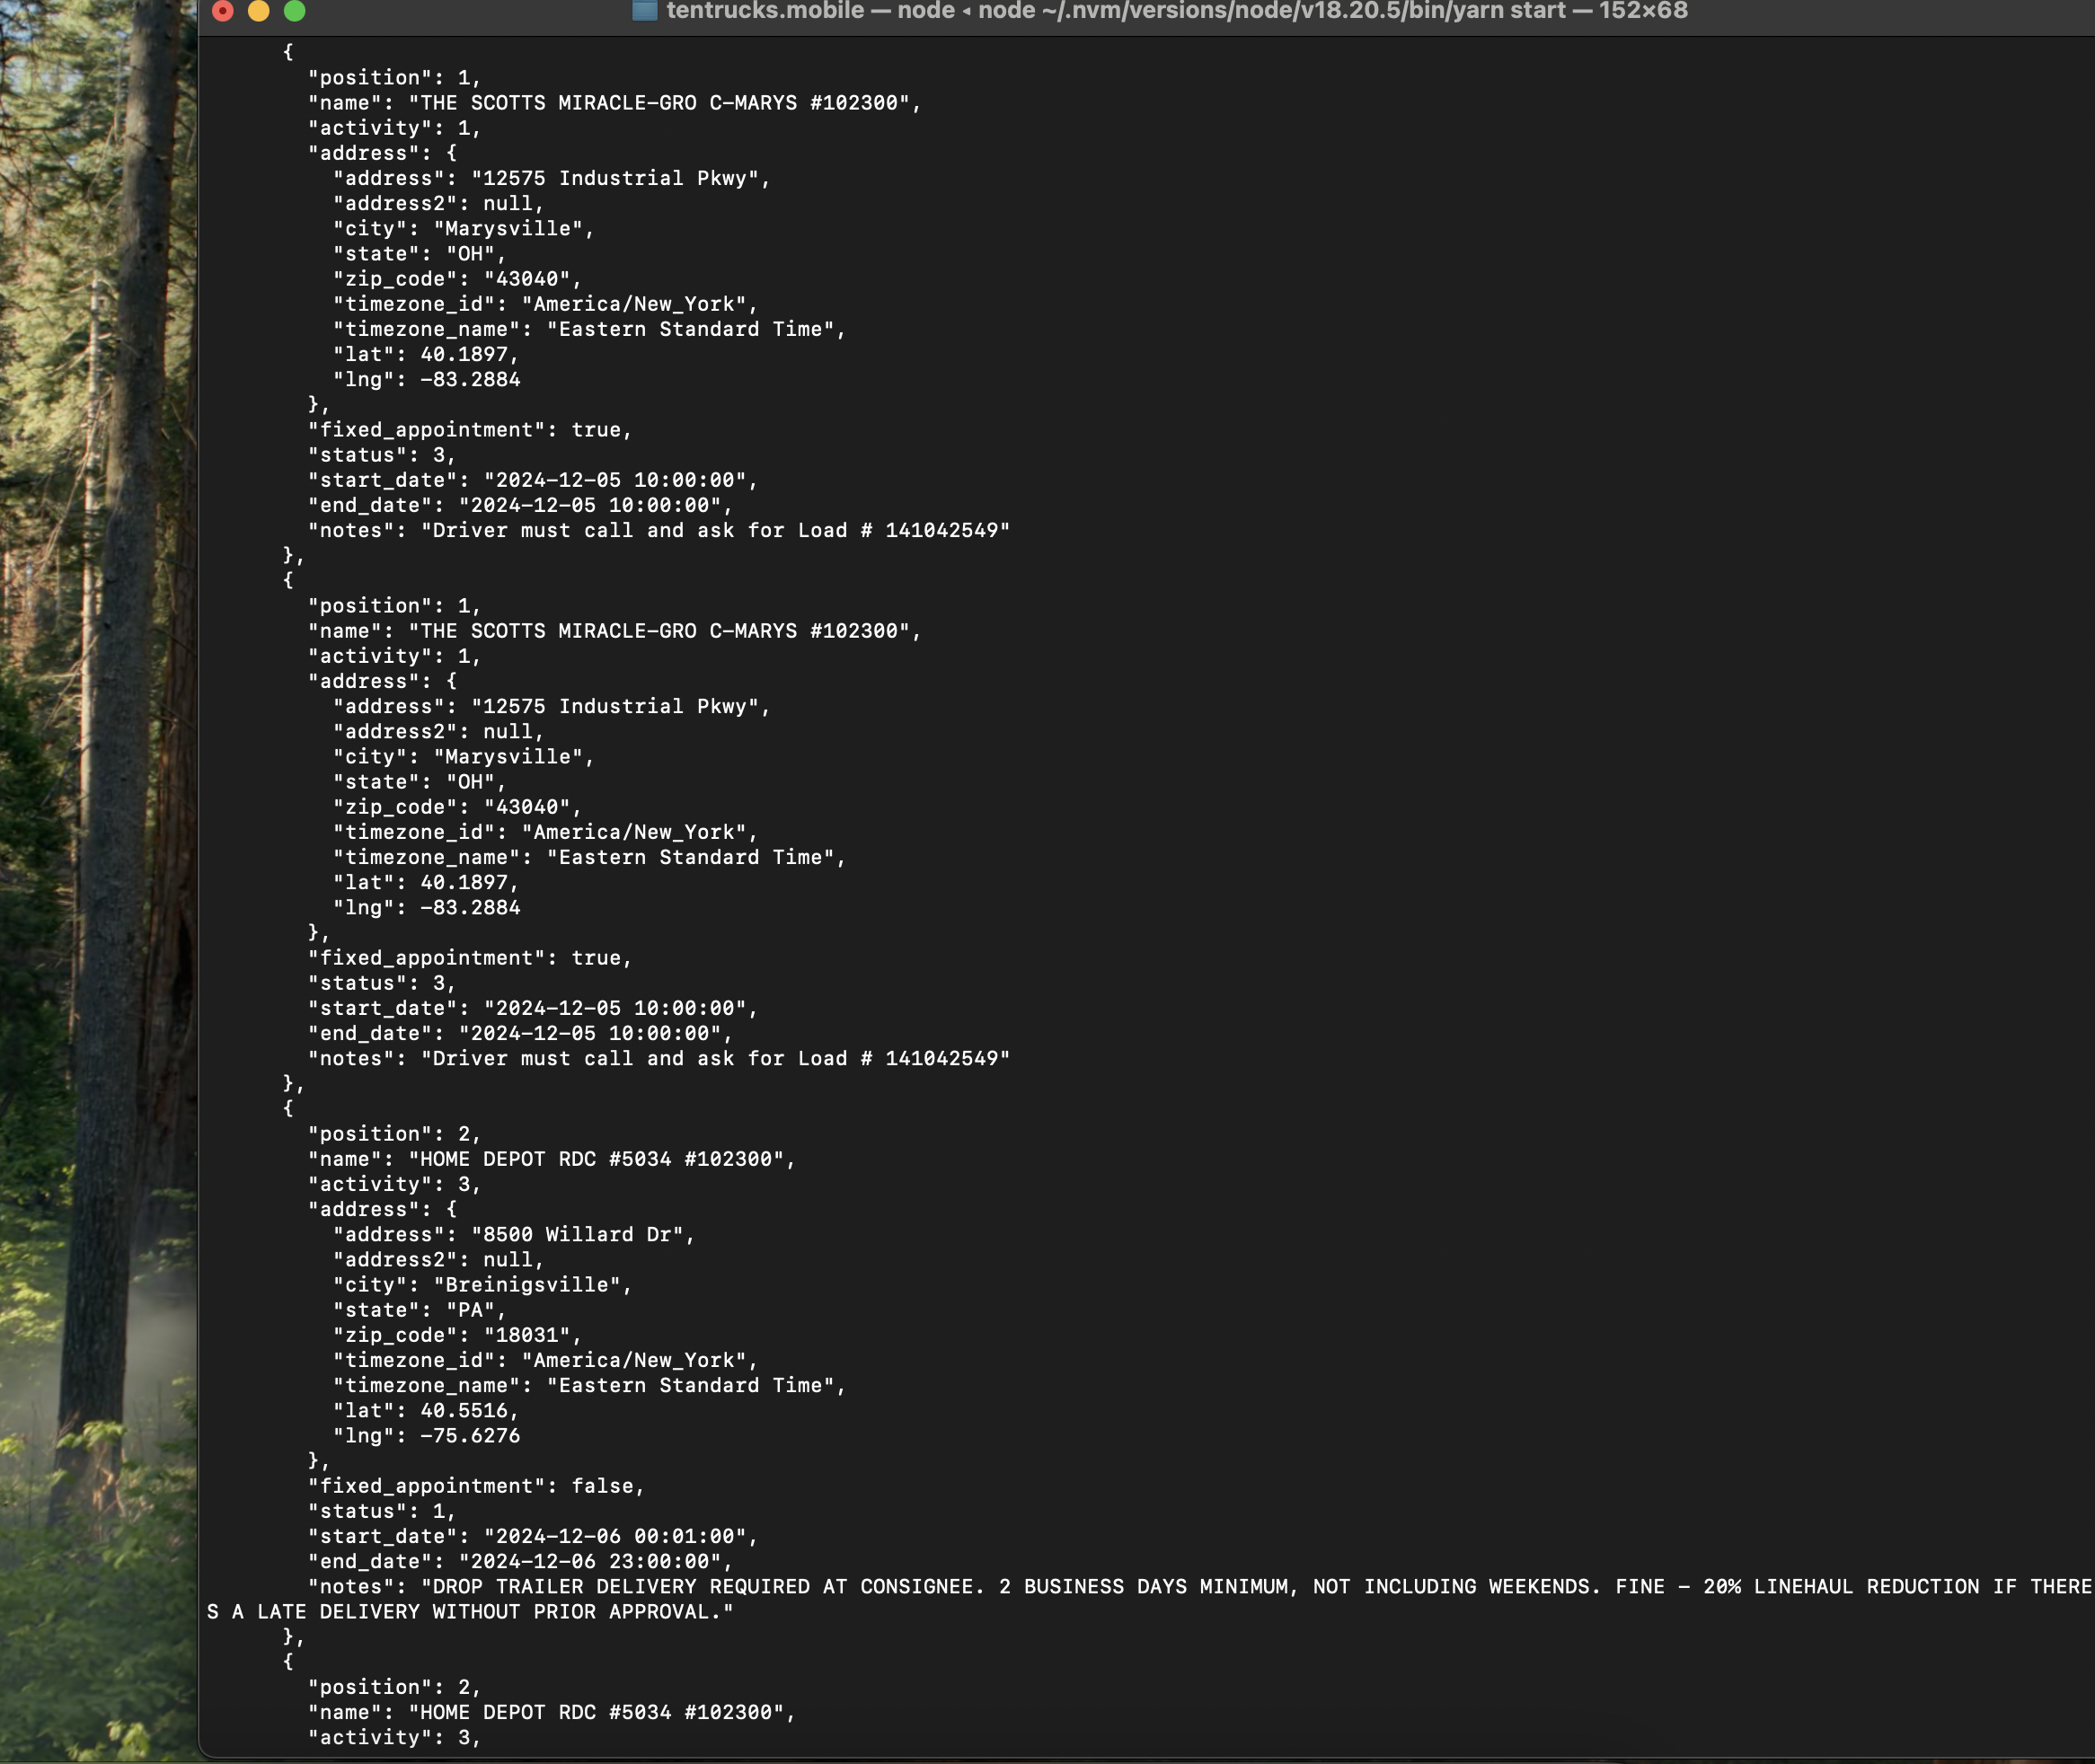 tentrucks.mobile — node ◂ node ~/.nvm/versions/node/v18.20.5/bin/yarn start — 152×68
{
"position": 1,
"name": "THE SCOTTS MIRACLE-GRO C-MARYS #102300",
"activity": 1,
"address": {
"address": "12575 Industrial Pkwy",
"address2": null,
"city": "Marysville",
"state": "OH",
"zip_code": "43040",
"timezone_id": "America/New_York",
"timezone_name": "Eastern Standard Time",
"lat": 40.1897,
"lng": -83.2884
},
"fixed_appointment": true,
"status": 3,
"start_date": "2024-12-05 10:00:00",
"end_date": "2024-12-05 10:00:00",
"notes": "Driver must call and ask for Load # 141042549"
},
{
"position": 1,
"name": "THE SCOTTS MIRACLE-GRO C-MARYS #102300",
"activity": 1,
"address": {
"address": "12575 Industrial Pkwy",
"address2": null,
"city": "Marysville",
"state": "OH",
"zip_code": "43040",
"timezone_id": "America/New_York",
"timezone_name": "Eastern Standard Time",
"lat": 40.1897,
"lng": -83.2884
},
"fixed_appointment": true,
"status": 3,
"start_date": "2024-12-05 10:00:00",
"end_date": "2024-12-05 10:00:00",
"notes": "Driver must call and ask for Load # 141042549"
},
{
"position": 2,
"name": "HOME DEPOT RDC #5034 #102300",
"activity": 3,
"address": {
"address": "8500 Willard Dr",
"address2": null,
"city": "Breinigsville",
"state": "PA",
"zip_code": "18031",
"timezone_id": "America/New_York",
"timezone_name": "Eastern Standard Time",
"lat": 40.5516,
"lng": -75.6276
},
"fixed_appointment": false,
"status": 1,
"start_date": "2024-12-06 00:01:00",
"end_date": "2024-12-06 23:00:00",
"notes": "DROP TRAILER DELIVERY REQUIRED AT CONSIGNEE. 2 BUSINESS DAYS MINIMUM, NOT INCLUDING WEEKENDS. FINE - 20% LINEHAUL REDUCTION IF THERE
S A LATE DELIVERY WITHOUT PRIOR APPROVAL."
},
{
"position": 2,
"name": "HOME DEPOT RDC #5034 #102300",
"activity": 3,